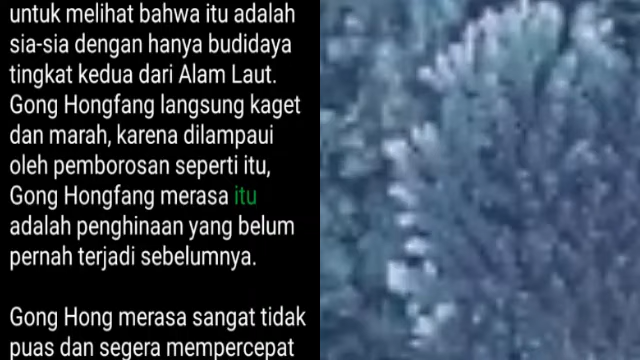 untuk melihat bahwa itu adalah
sia-sia dengan hanya budidaya
tingkat kedua dari Alam Laut.
Gong Hongfang langsung kaget
dan marah, karena dilampaui
oleh pemborosan seperti itu,
Gong Hongfang merasa itu
adalah penghinaan yang belum
pernah terjadi sebelumnya.
Gong Hong merasa sangat tidak
puas dan segera mempercepat